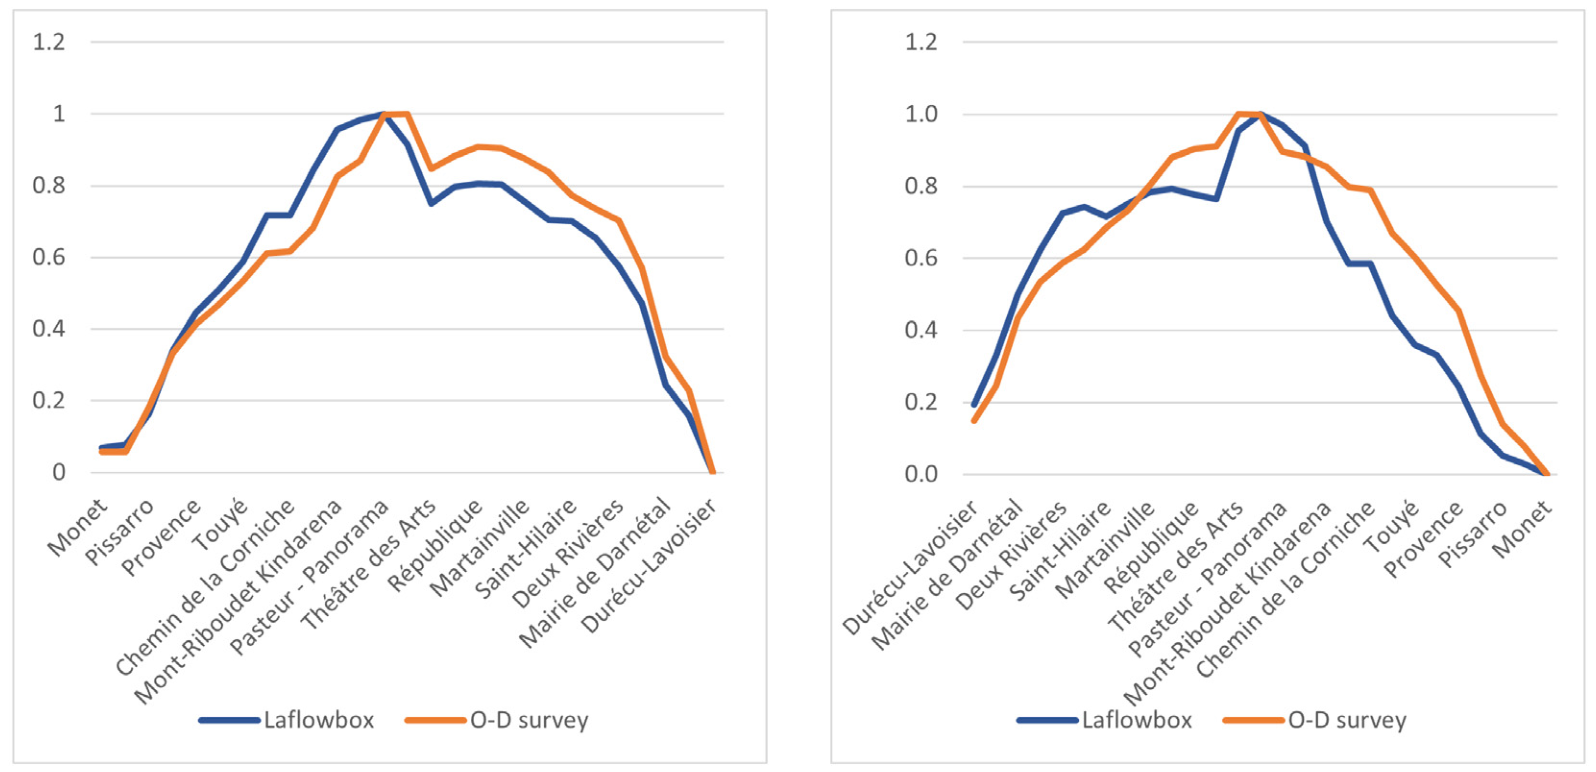 1.2
1
0.8
0.6
0.4
0.2
0
Monet
Pissarro
Provence
Touyé
Chemin de la Corniche
Mont-Riboudet Kindarena
Pasteur - Panorama
Théâtre des Arts
République
Martainville
Saint-Hilaire
Deux Rivières
Mairie de Darnétal
Durécu-Lavoisier
Laflowbox
O-D survey
1.2
1.0
0.8
0.6
0.4
0.2
0.0
Durécu-Lavoisier
Mairie de Darnétal
Deux Rivières
Saint-Hilaire
Martainville
République
Théâtre des Arts
Pasteur - Panorama
Mont-Riboudet Kindarena
Chemin de la Corniche
Touyé
Provence
Pissarro
Monet
Laflowbox
O-D survey